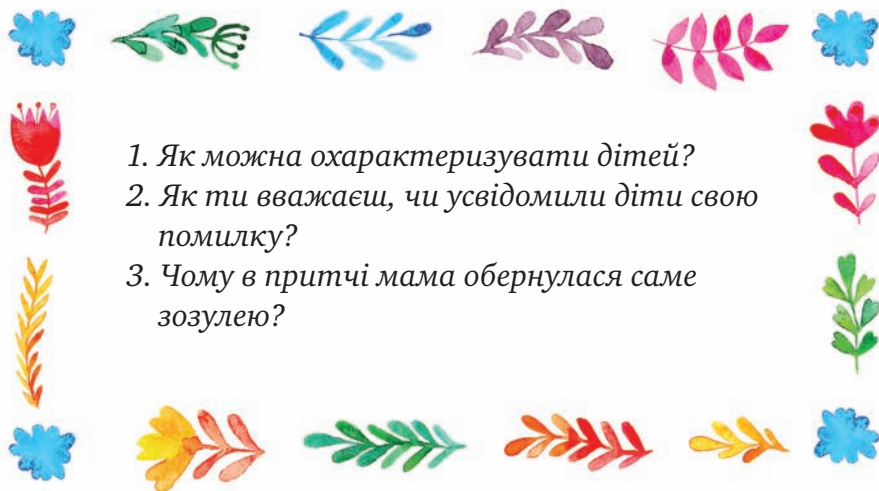 1. Як можна охарактеризувати дітей?
2. Як ти вважаєш, чи усвідомили діти свою
помилку?
3. Чому в притчі мама обернулася саме
зозулею?